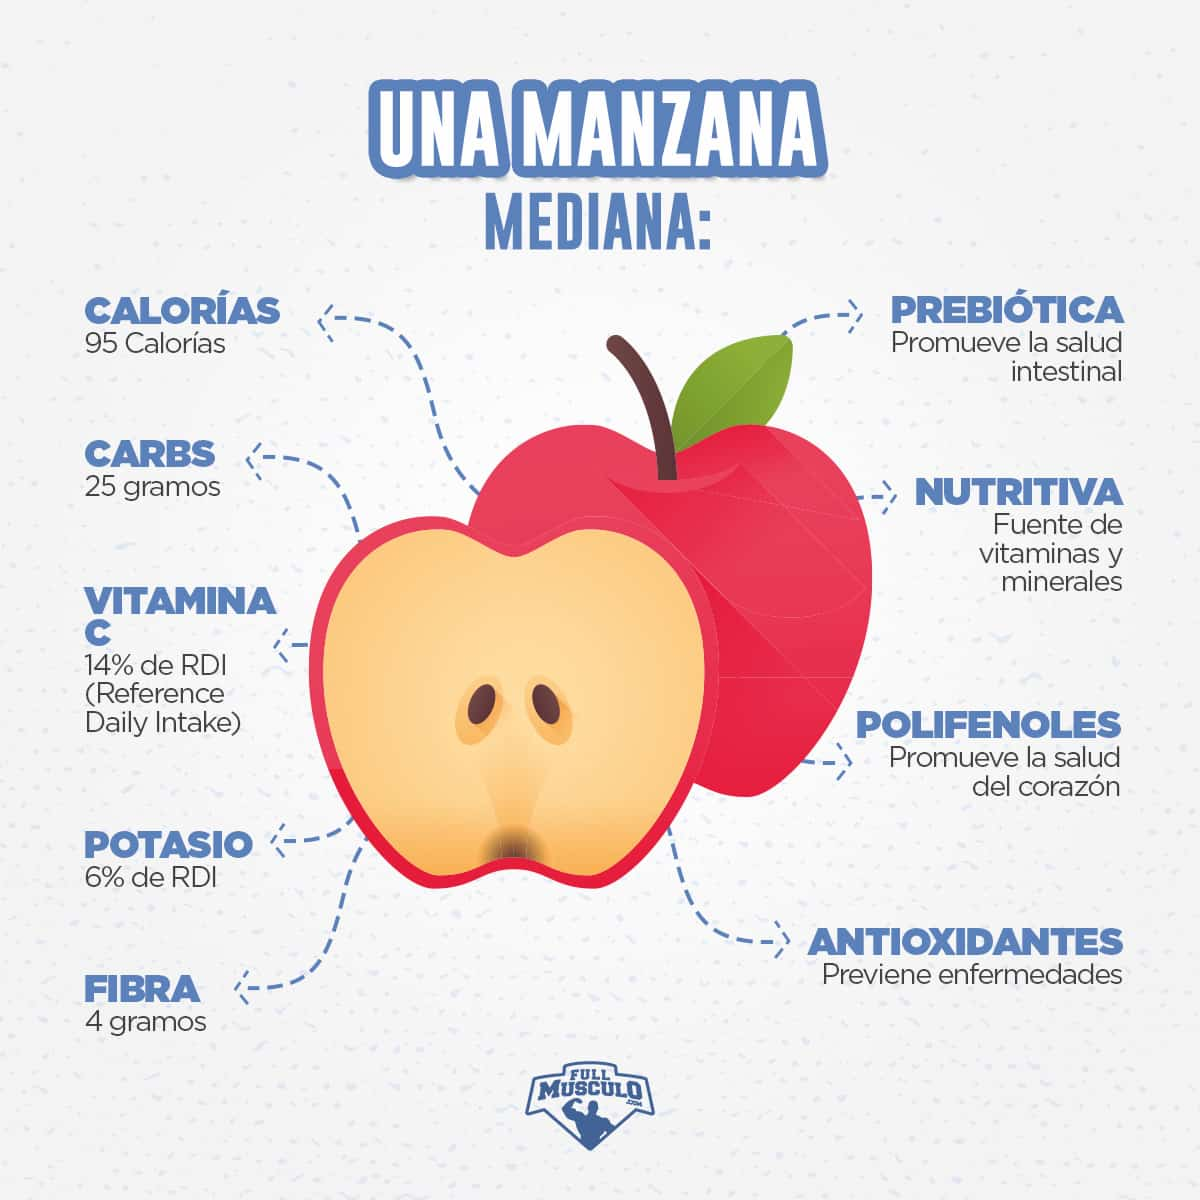 UNA MANZANA
MEDIANA:
CALORÍAS
95 Calorías
CARBS
25 gramos
VITAMINA
C
14% de RDI
(Reference
Daily Intake)
POTASIO
6% de RDI
FIBRA
4 gramos
PREBIÓTICA
Promueve la salud
intestinal
NUTRITIVA
Fuente de
vitaminas y
minerales
POLIFENOLES
Promueve la salud
del corazón
ANTIOXIDANTES
Previene enfermedades
FULL
MUSCULO
.COM